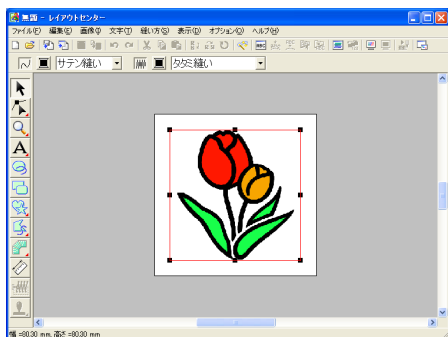 無題 - レイアウトセンター
ファイル(F) 編集(E) 画像(I) 文字(T) 縫い方(S) 表示(D) オプション(O) ヘルプ(H)
ABC
サテン縫い タタミ縫い
A
幅 =80.30 mm, 高さ =80.30 mm